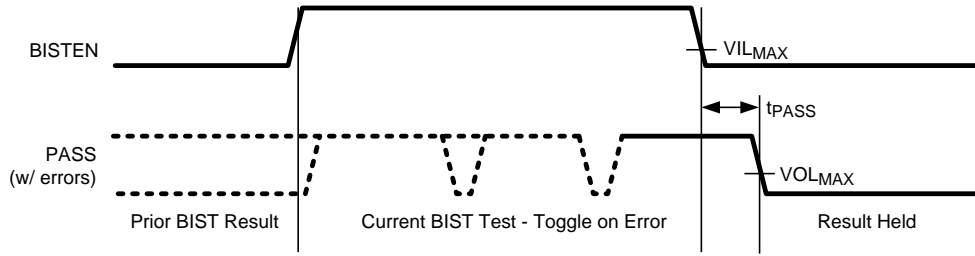 BISTEN
VILMAX
tPASS
PASS
(w/ errors)
VOLMAX
Prior BIST Result
Current BIST Test - Toggle on Error
Result Held